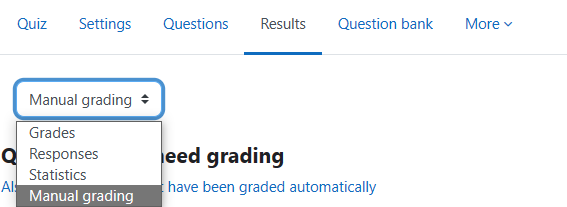 Quiz Settings Questions Results Question bank More
Manual grading
Grades
Responses
Statistics
Manual grading
need grading
have been graded automatically